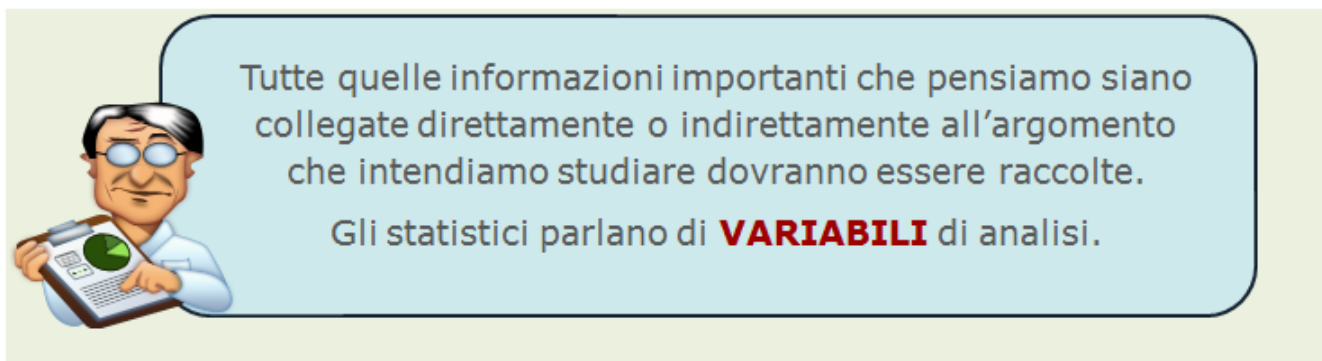 Tutte quelle informazioni importanti che pensiamo siano
collegate direttamente o indirettamente all’argomento
che intendiamo studiare dovranno essere raccolte.
Gli statistici parlano di VARIABILI di analisi.